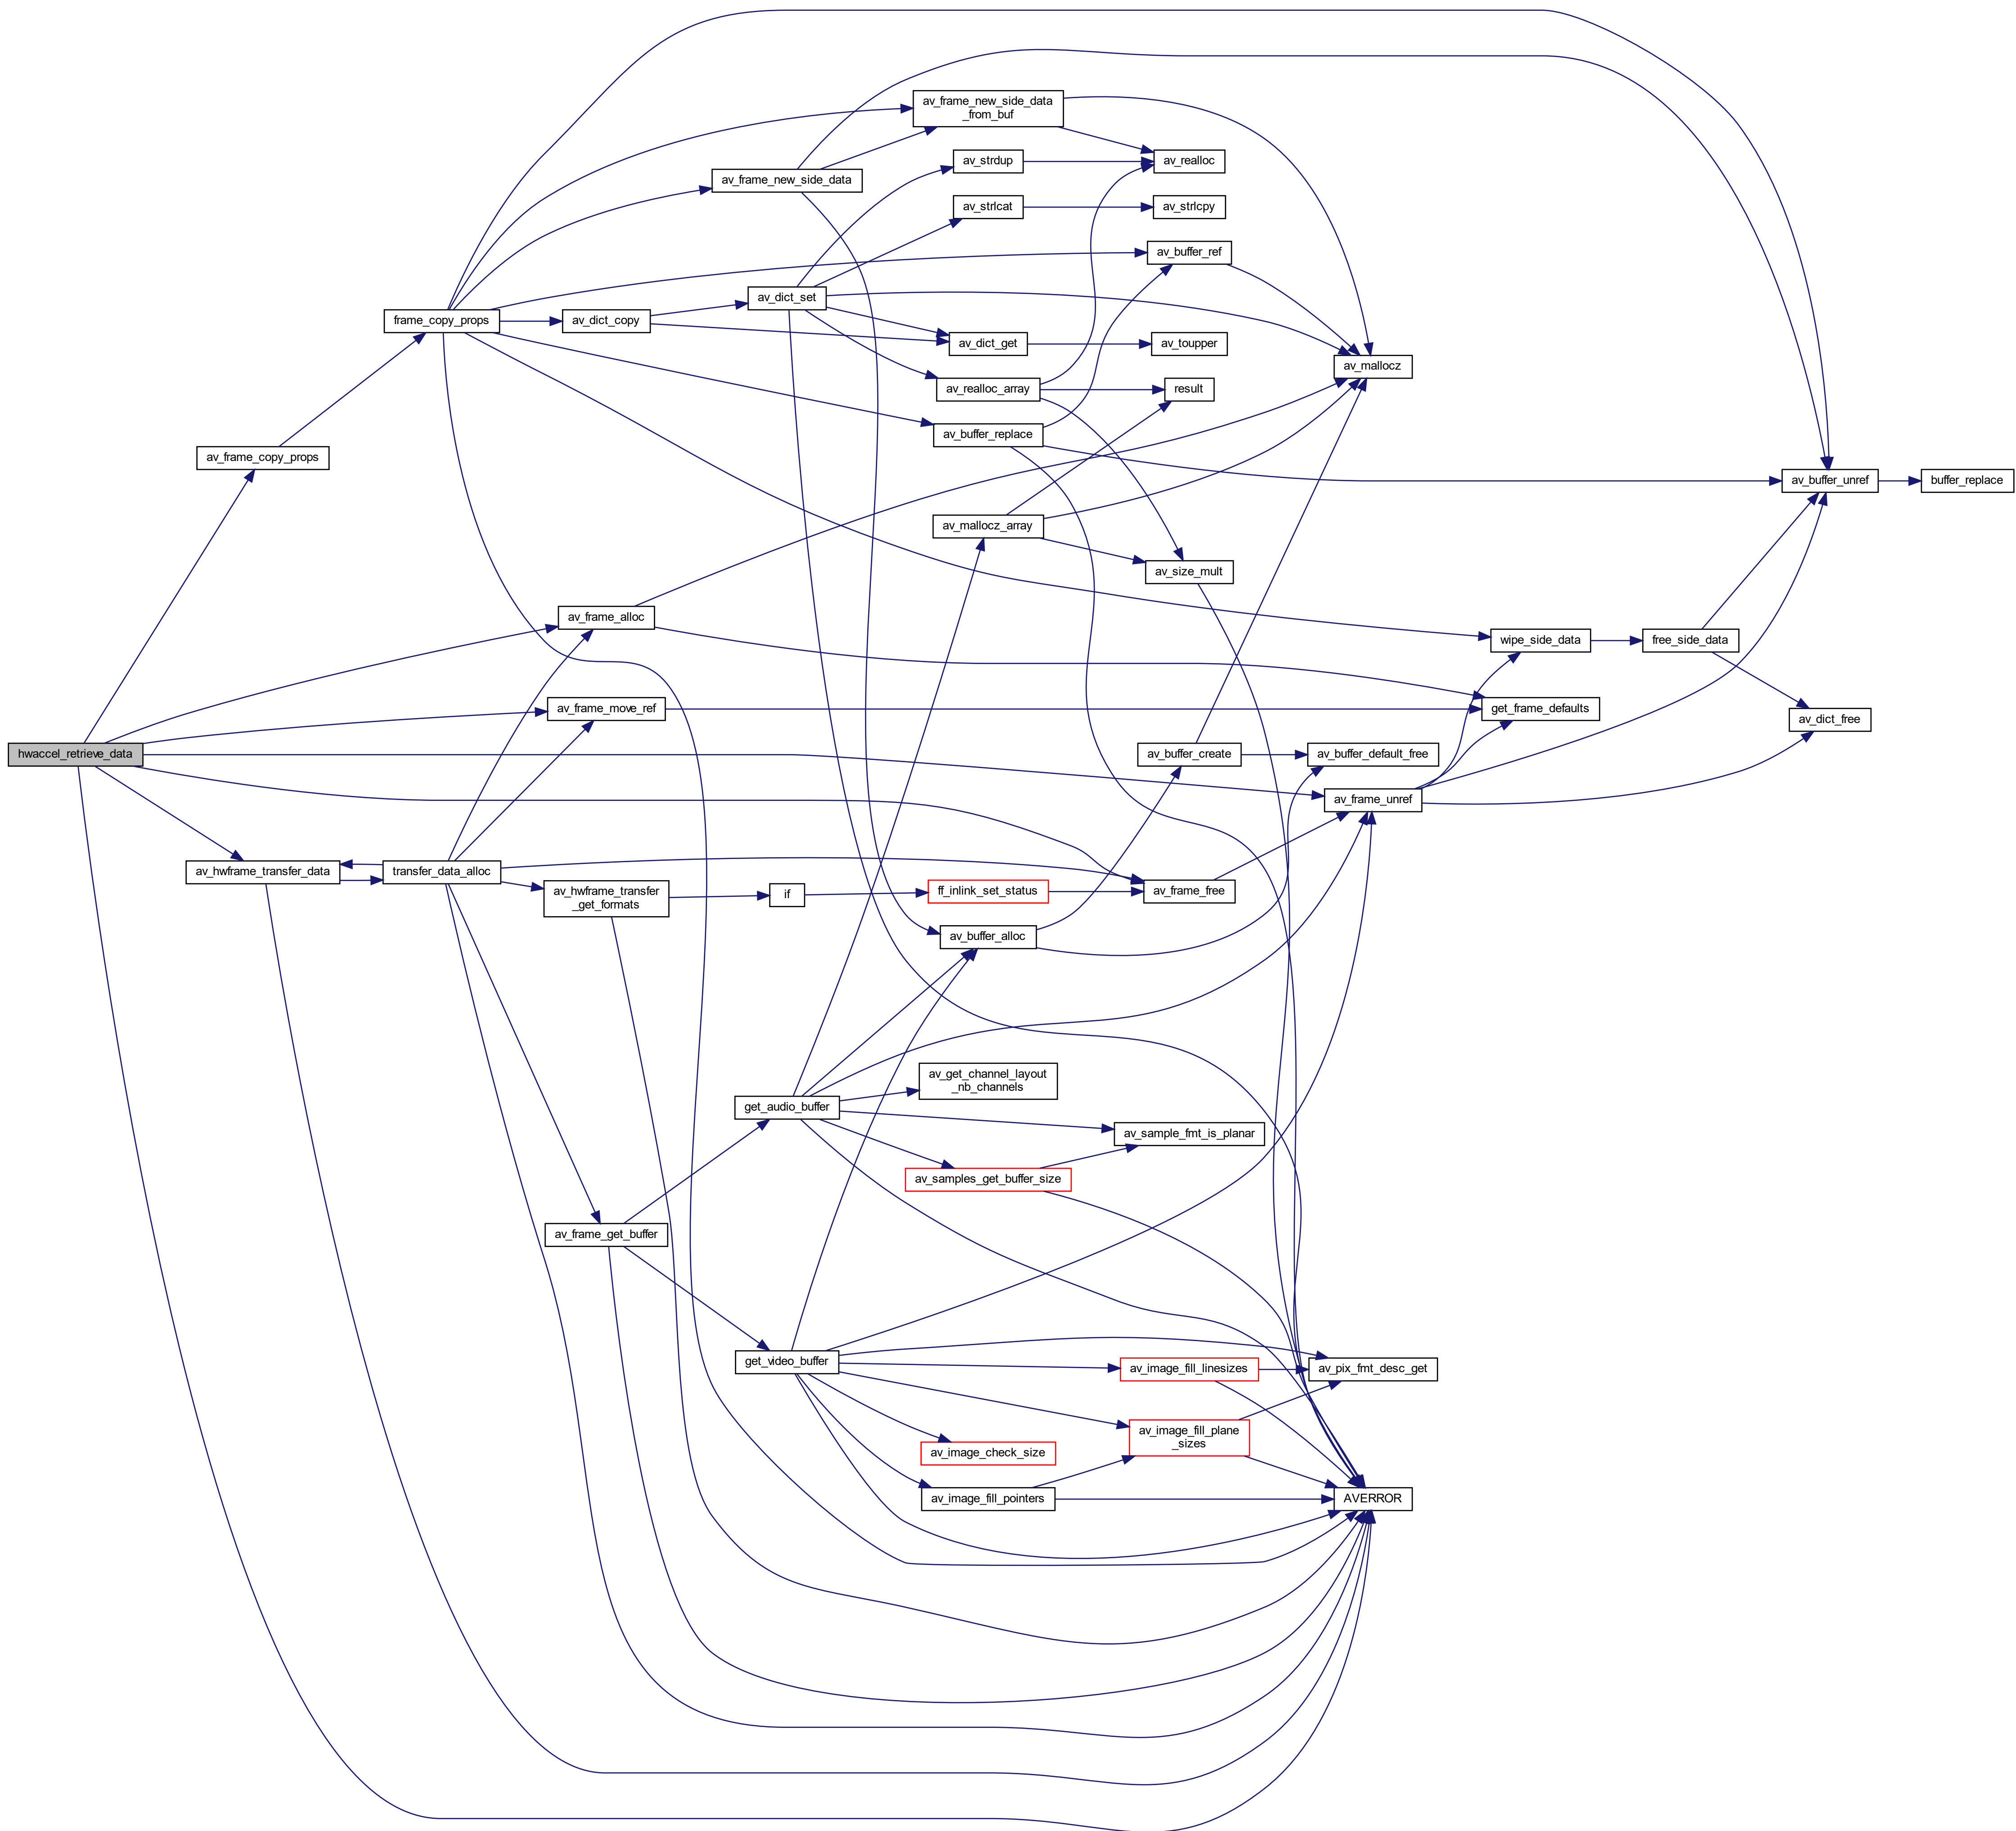 av_frame_new_side_data
_from_buf
av_strdup
av_realloc
av_frame_new_side_data
av_strlcat
av_strlcpy
av_buffer_ref
av_dict_set
frame_copy_props
av_dict_copy
av_dict_get
av_toupper
av_mallocz
av_realloc_array
result
av_buffer_replace
av_frame_copy_props
av_buffer_unref
buffer_replace
av_mallocz_array
av_size_mult
av_frame_alloc
wipe_side_data
free_side_data
av_frame_move_ref
get_frame_defaults
av_dict_free
hwaccel_retrieve_data
av_buffer_create
av_buffer_default_free
av_frame_unref
av_hwframe_transfer_data
transfer_data_alloc
av_hwframe_transfer
_get_formats
if
ff_inlink_set_status
av_frame_free
av_buffer_alloc
av_get_channel_layout
_nb_channels
get_audio_buffer
av_sample_fmt_is_planar
av_samples_get_buffer_size
av_frame_get_buffer
get_video_buffer
av_image_fill_linesizes
av_pix_fmt_desc_get
av_image_fill_plane
_sizes
av_image_check_size
av_image_fill_pointers
AVERROR